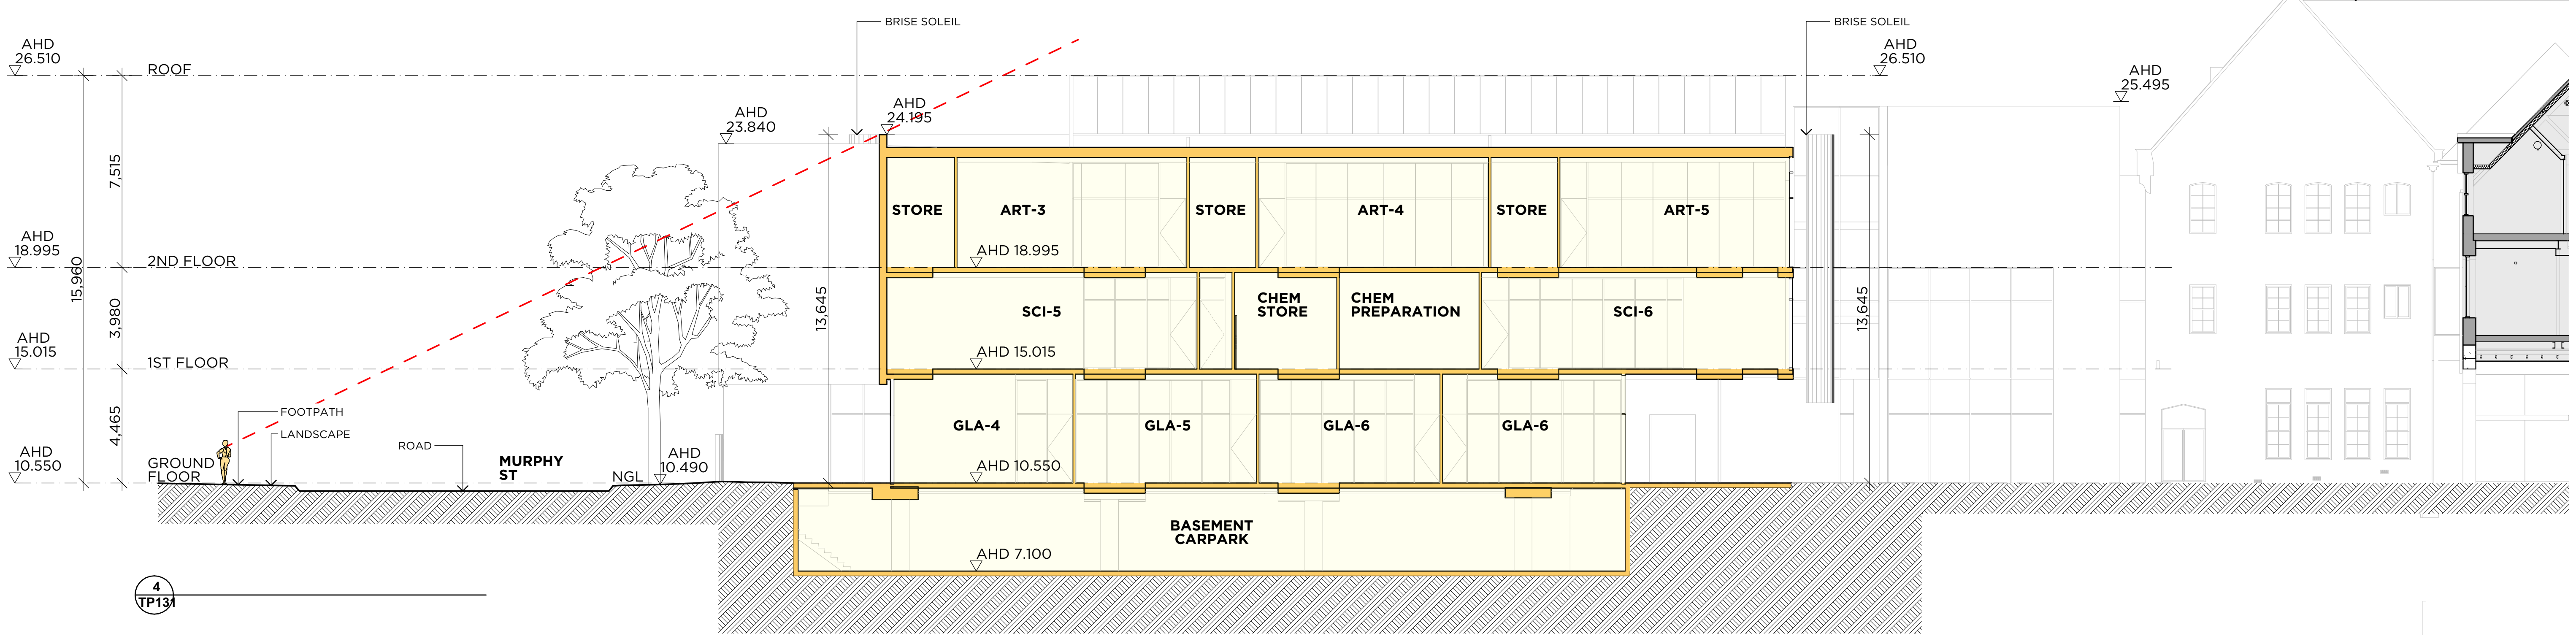 BRISE SOLEIL
BRISE SOLEIL
AHD
26.510
ROOF
AHD
26.510
AHD
25.495
AHD
23.840
AHD
24.195
7,515
STORE
ART-3
STORE
ART-4
STORE
ART-5
AHD
18.995
2ND FLOOR
AHD 18.995
15,960
3,980
13,645
13,645
SCI-5
CHEM
STORE
CHEM
PREPARATION
SCI-6
AHD
15.015
1ST FLOOR
AHD 15.015
4,465
FOOTPATH
LANDSCAPE
ROAD
GLA-4
GLA-5
GLA-6
GLA-6
AHD
10.550
GROUND
FLOOR
MURPHY
ST
NGL
AHD
10.490
AHD 10.550
BASEMENT
CARPARK
AHD 7.100
4
TP131